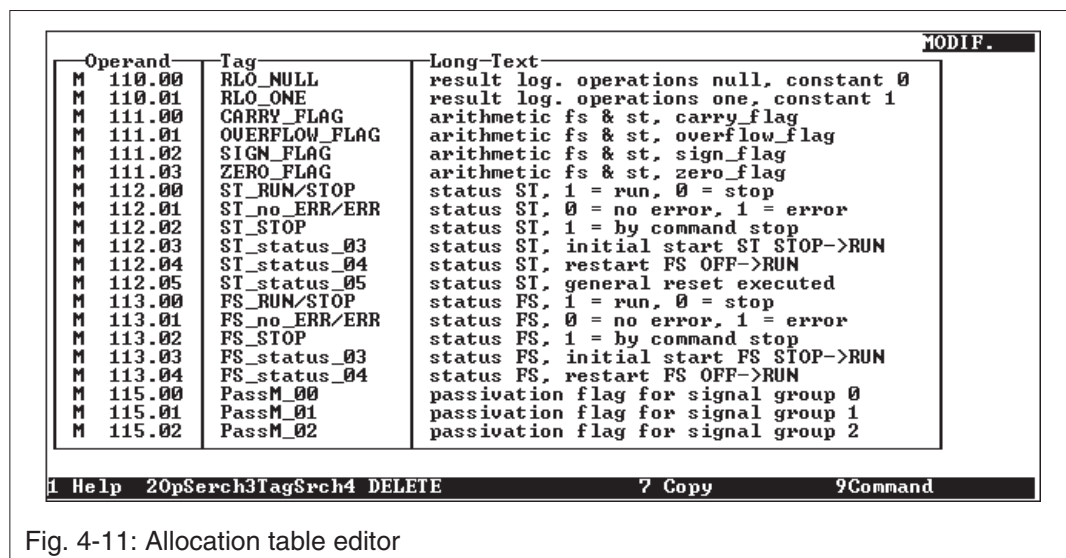 MODIF.
Operand Tag Long-Text
M 110.00 RLO_NULL result log. operations null, constant 0
M 110.01 RLO_ONE result log. operations one, constant 1
M 111.00 CARRY_FLAG arithmetic fs & st, carry_flag
M 111.01 OVERFLOW_FLAG arithmetic fs & st, overflow_flag
M 111.02 SIGN_FLAG arithmetic fs & st, sign_flag
M 111.03 ZERO_FLAG arithmetic fs & st, zero_flag
M 112.00 ST_RUN/STOP status ST, 1 = run, 0 = stop
M 112.01 ST_no_ERR/ERR status ST, 0 = no error, 1 = error
M 112.02 ST_STOP status ST, 1 = by command stop
M 112.03 ST_status_03 status ST, initial start ST STOP->RUN
M 112.04 ST_status_04 status ST, restart FS OFF->RUN
M 112.05 ST_status_05 status ST, general reset executed
M 113.00 FS_RUN/STOP status FS, 1 = run, 0 = stop
M 113.01 FS_no_ERR/ERR status FS, 0 = no error, 1 = error
M 113.02 FS_STOP status FS, 1 = by command stop
M 113.03 FS_status_03 status FS, initial start FS STOP->RUN
M 113.04 FS_status_04 status FS, restart FS OFF->RUN
M 115.00 PassM_00 passivation flag for signal group 0
M 115.01 PassM_01 passivation flag for signal group 1
M 115.02 PassM_02 passivation flag for signal group 2
1 Help 2OpSerch3TagSrch4 DELETE 7 Copy 9Command
Fig. 4-11: Allocation table editor